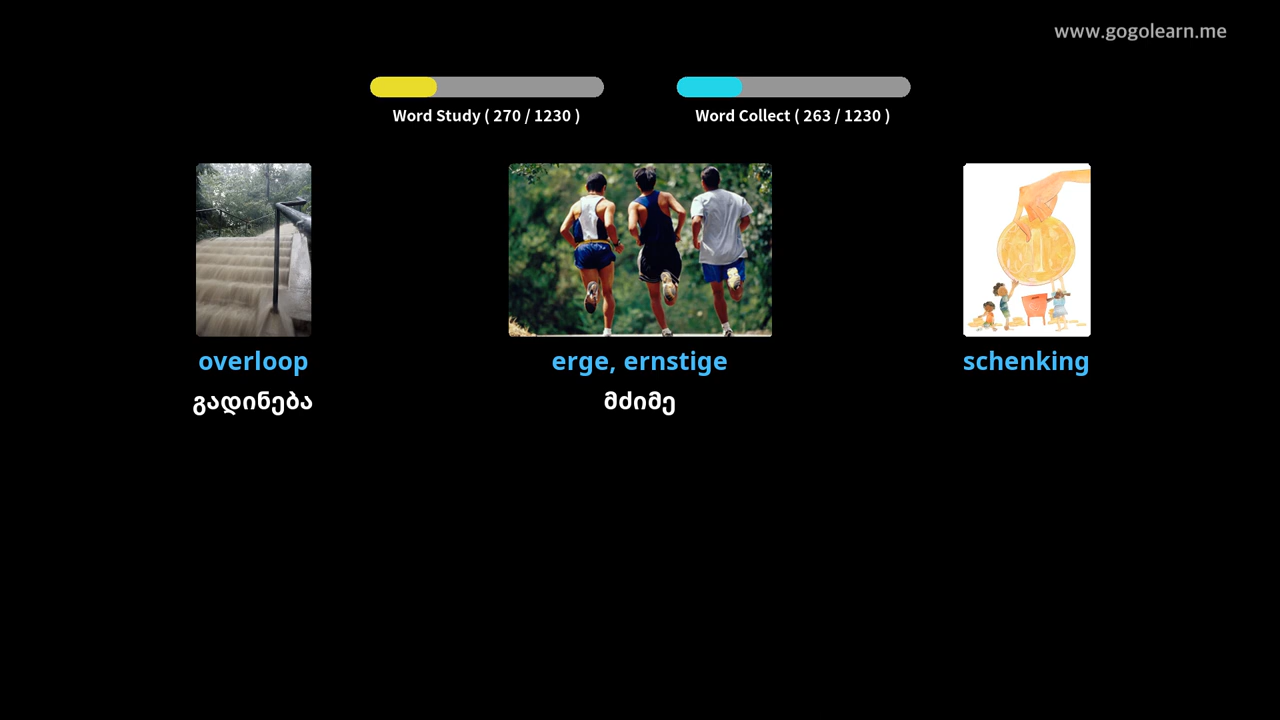 www.gogolearn.me
Word Study ( 270 / 1230 )
Word Collect ( 263 / 1230 )
overloop
erge, ernstige
schenking
გადინება
მძიმე